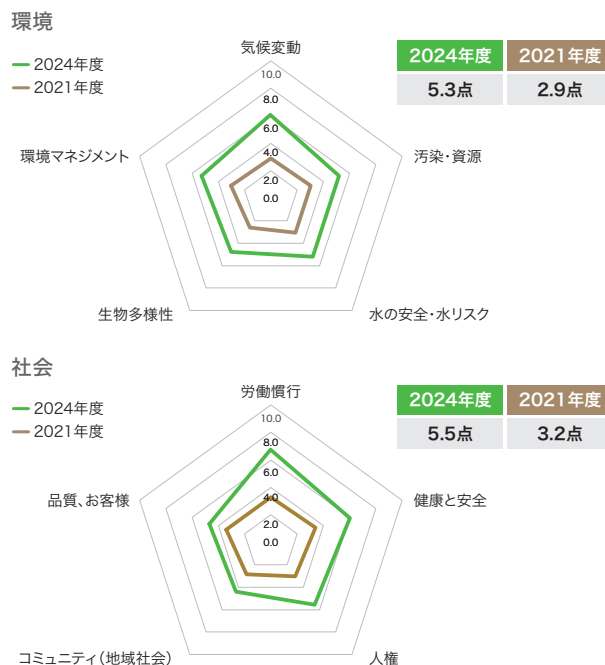 環境
2024年度
2021年度
気候変動
10.0
8.0
6.0
4.0
2.0
0.0
汚染・資源
水の安全・水リスク
生物多様性
環境マネジメント
2024年度 2021年度
5.3点 2.9点
社会
2024年度
2021年度
労働慣行
10.0
8.0
6.0
4.0
2.0
0.0
健康と安全
人権
コミュニティ(地域社会)
品質、お客様
2024年度 2021年度
5.5点 3.2点